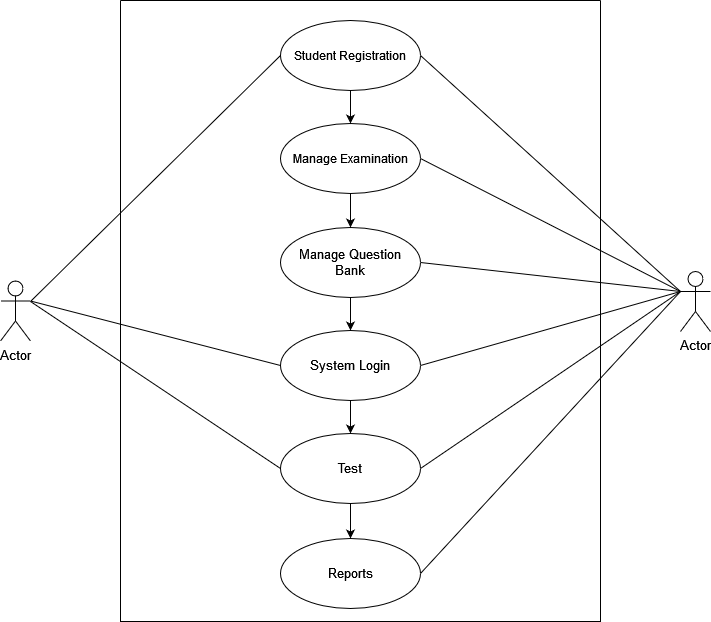 Student Registration
Manage Examination
Manage Question
Bank
System Login
Test
Reports
Actor
Actor